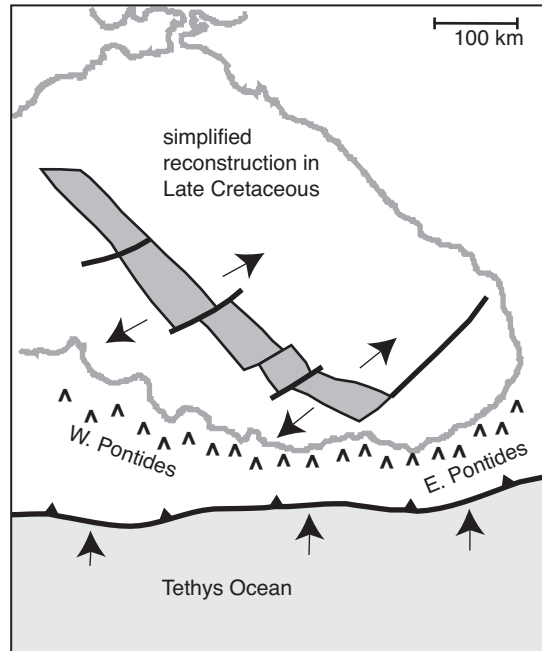 100 km
simplified
reconstruction in
Late Cretaceous
W. Pontides
E. Pontides
Tethys Ocean